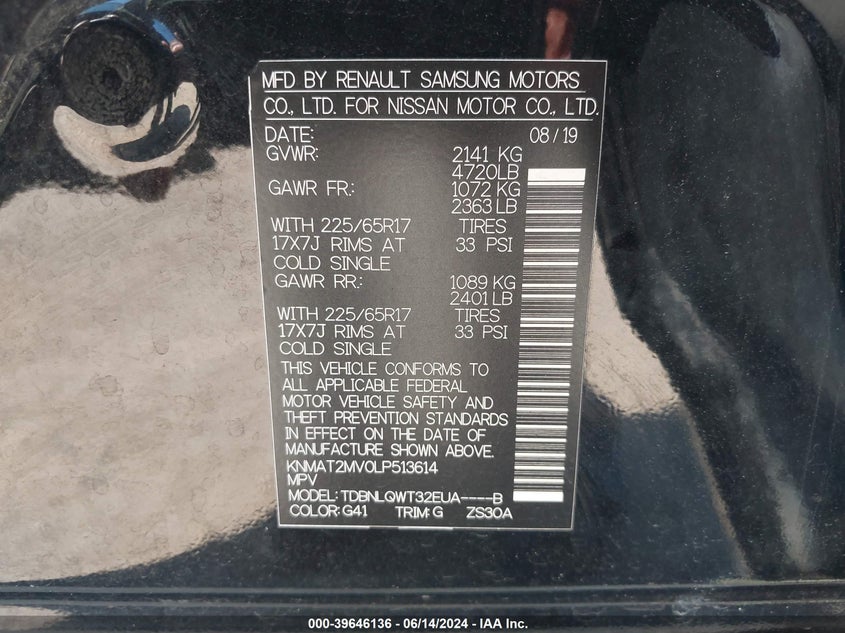 MFD BY RENAULT SAMSUNG MOTORS
CO., LTD. FOR NISSAN MOTOR CO., LTD.
DATE: 08 / 19
GVWR: 2141 KG
4720LB
GAWR FR.: 1072 KG
2363 LB
WITH 225/65R17 TIRES
17X7J RIMS AT 33 PSI
COLD SINGLE
GAWR RR.: 1089 KG
2401 LB
WITH 225/65R17 TIRES
17X7J RIMS AT 33 PSI
COLD SINGLE
THIS VEHICLE CONFORMS TO
ALL APPLICABLE FEDERAL
MOTOR VEHICLE SAFETY AND
THEFT PREVENTION STANDARDS
IN EFFECT ON THE DATE OF
MANUFACTURE SHOWN ABOVE.
KNMAT2MV0LP513614
MPV
MODEL: TDBNLQWT32EUA----B
COLOR: G41 TRIM: G ZS30A
000-39646136 - 06/14/2024 - IAA Inc.